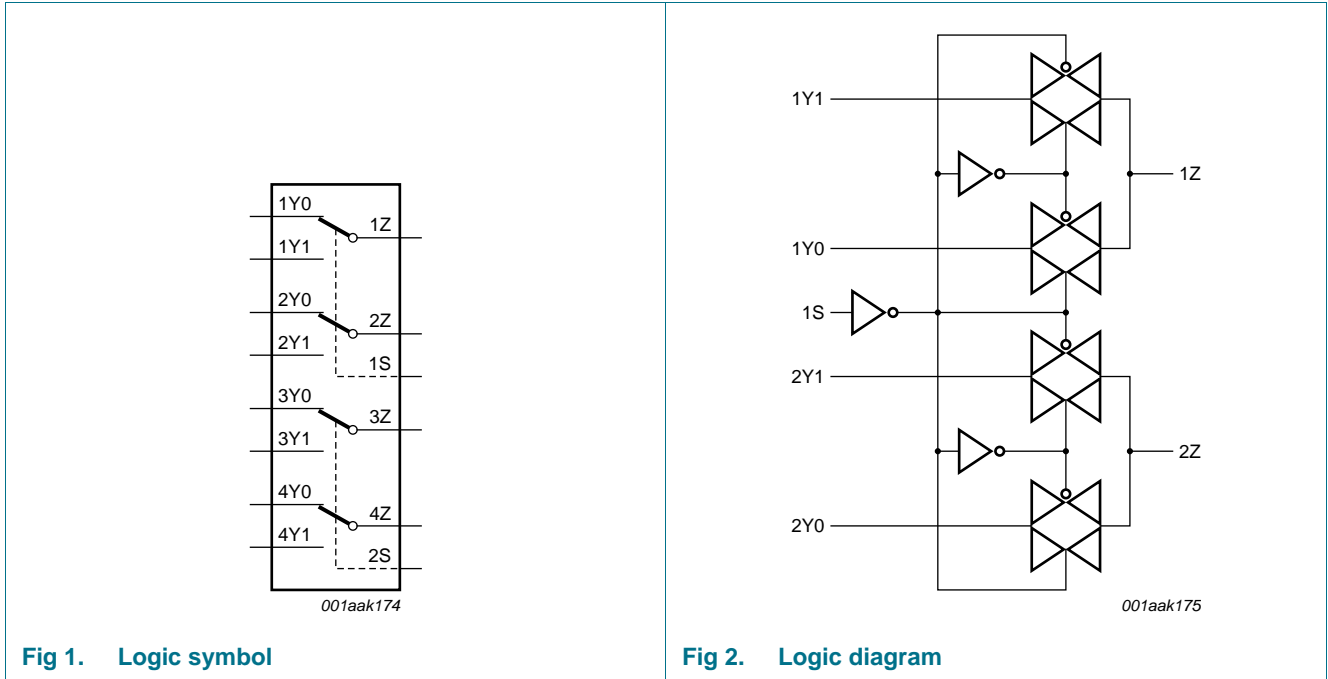 1Y0
1Z
1Y1
2Y0
2Z
2Y1
1S
3Y0
3Z
3Y1
4Y0
4Z
4Y1
2S
001aak174
Fig 1. Logic symbol
1Y1
1Z
1Y0
1S
2Y1
2Z
2Y0
001aak175
Fig 2. Logic diagram